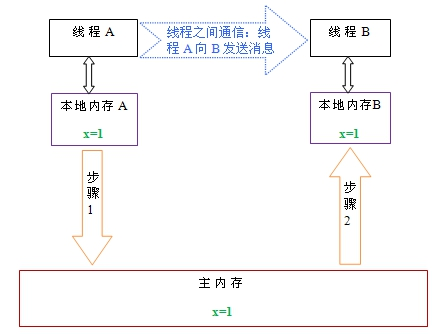 线程 A
线程之间通信：线
程 A 向 B 发送消息
线程 B
本地内存 A
x=1
本地内存B
x=1
步
骤
1
步
骤
2
主内存
x=1